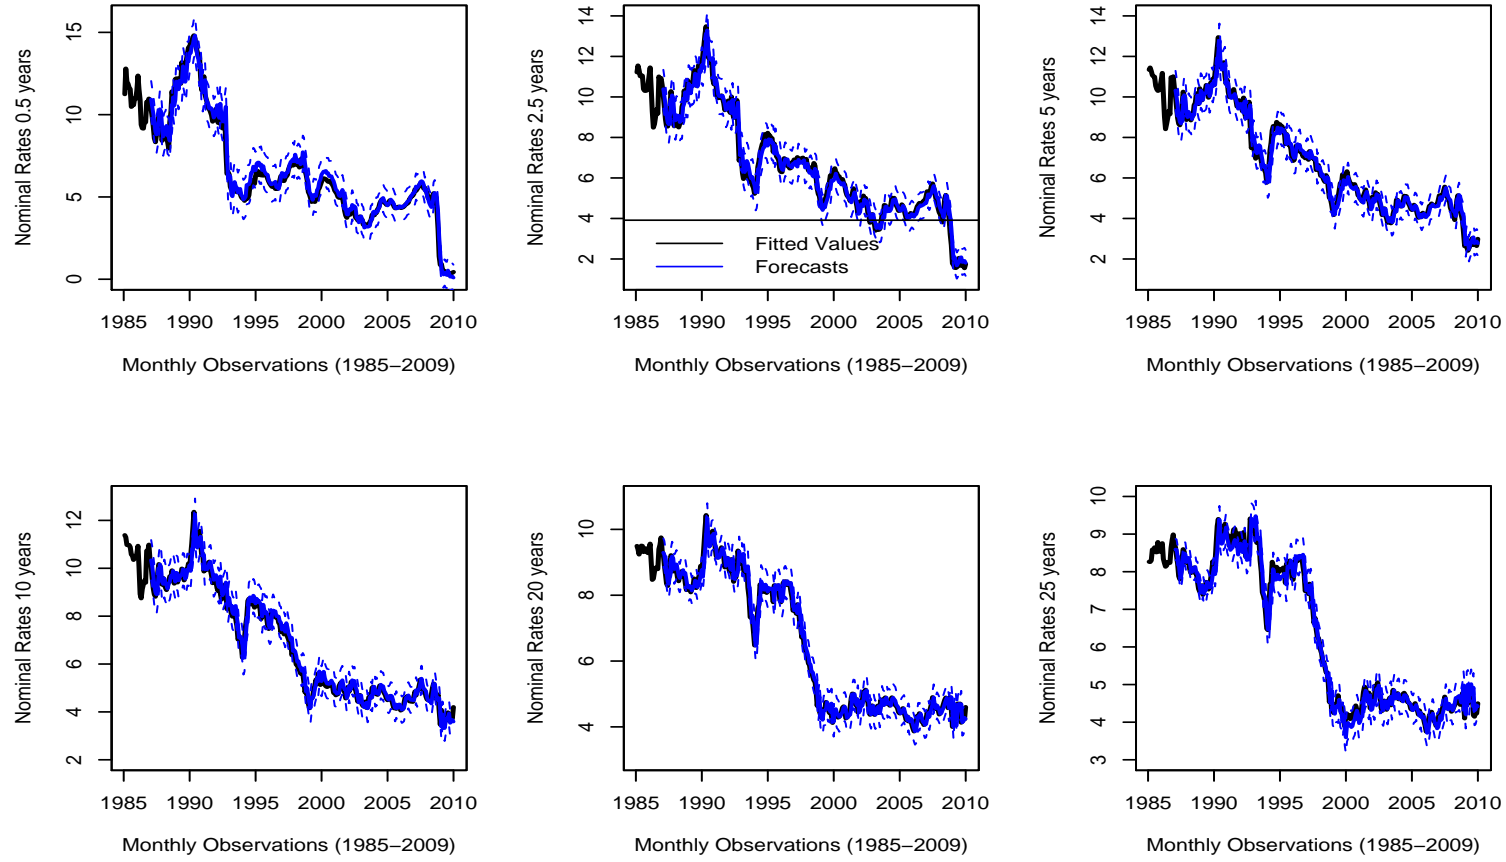 Nominal Rates 0.5 years
15
10
5
0
1985 1990 1995 2000 2005 2010
Monthly Observations (1985−2009)
Nominal Rates 2.5 years
14
12
10
8
6
4
2
Fitted Values
Forecasts
1985 1990 1995 2000 2005 2010
Monthly Observations (1985−2009)
Nominal Rates 5 years
14
12
10
8
6
4
2
1985 1990 1995 2000 2005 2010
Monthly Observations (1985−2009)
Nominal Rates 10 years
12
10
8
6
4
2
1985 1990 1995 2000 2005 2010
Monthly Observations (1985−2009)
Nominal Rates 20 years
10
8
6
4
1985 1990 1995 2000 2005 2010
Monthly Observations (1985−2009)
Nominal Rates 25 years
10
9
8
7
6
5
4
3
1985 1990 1995 2000 2005 2010
Monthly Observations (1985−2009)